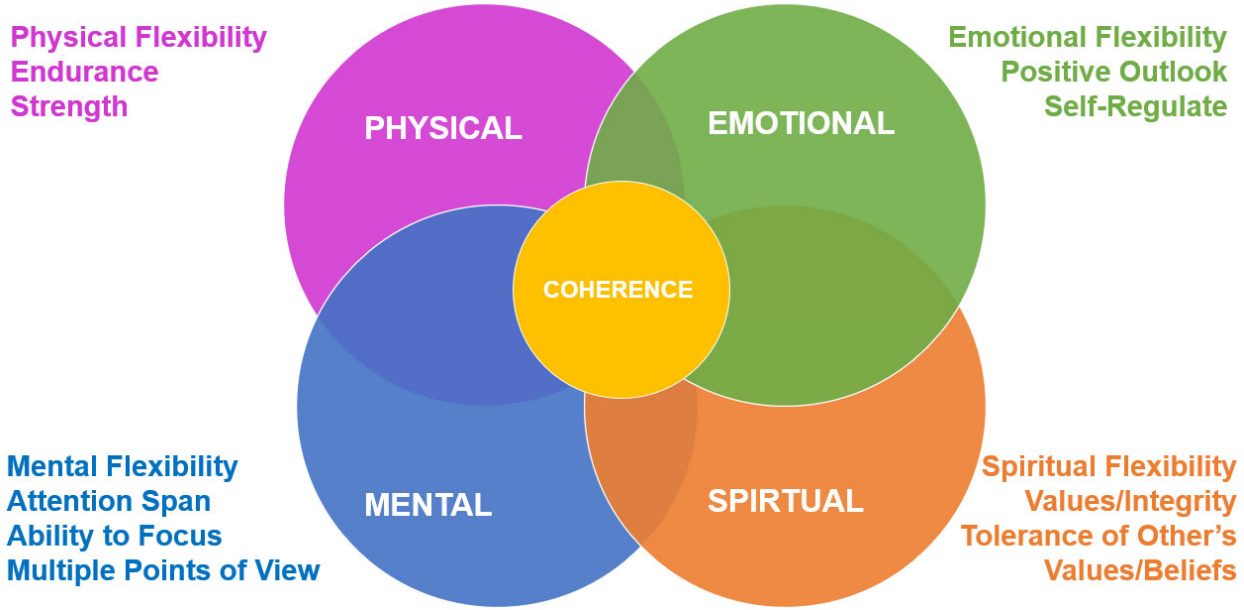 Physical Flexibility
Endurance
Strength
Emotional Flexibility
Positive Outlook
Self-Regulate
PHYSICAL
EMOTIONAL
COHERENCE
MENTAL
SPIRTUAL
Mental Flexibility
Attention Span
Ability to Focus
Multiple Points of View
Spiritual Flexibility
Values/Integrity
Tolerance of Other’s
Values/Beliefs